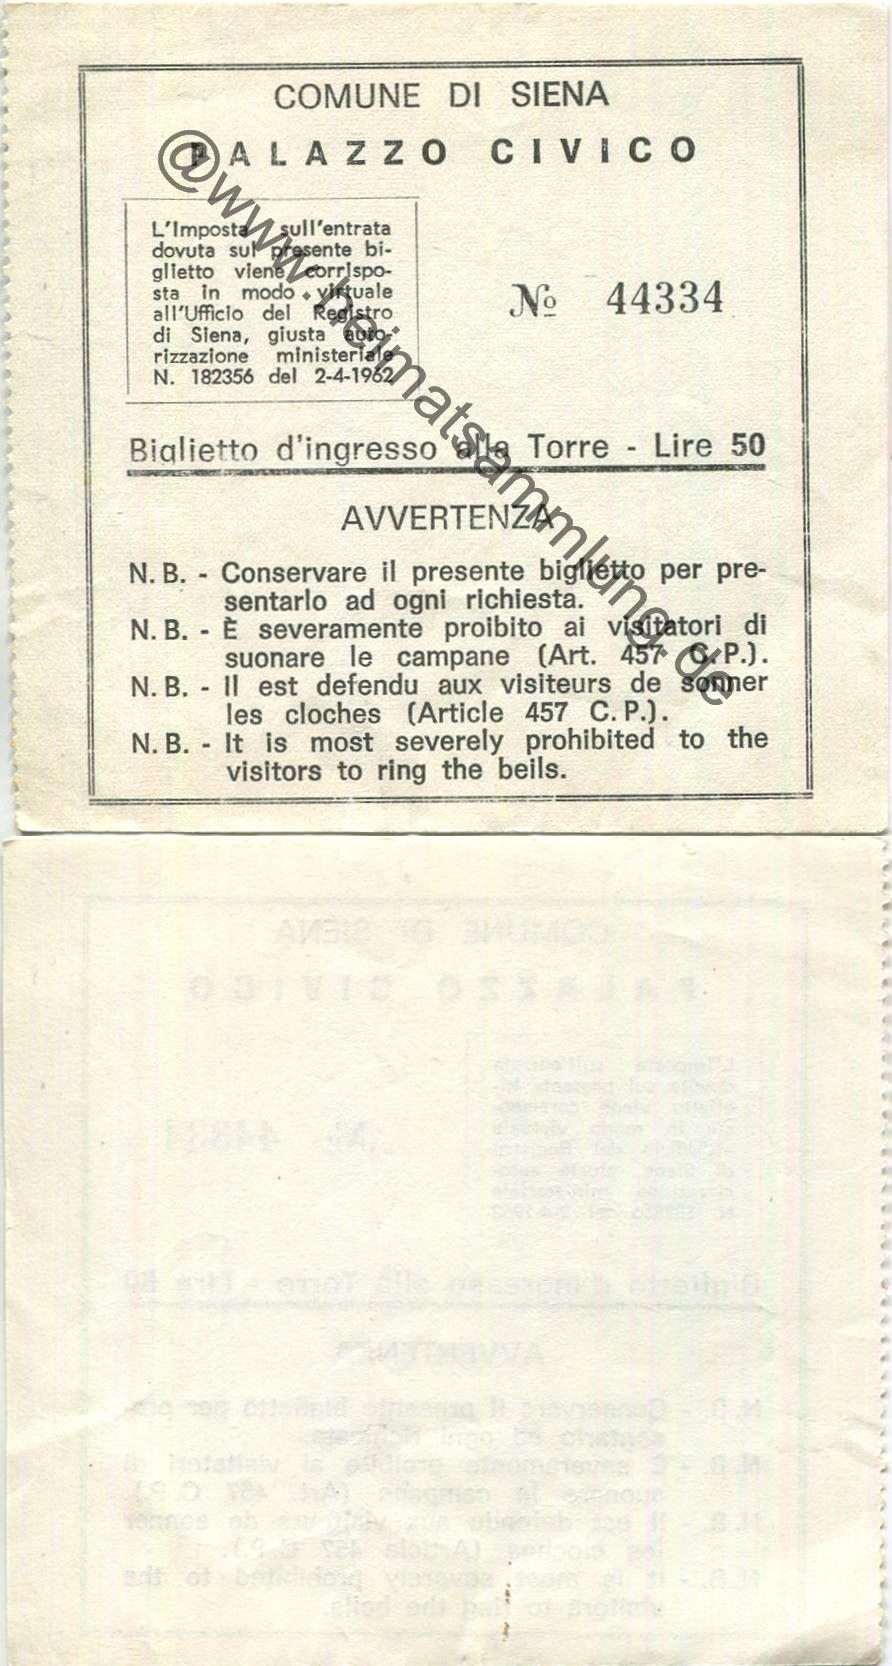 COMUNE DI SIENA
PALAZZO CIVICO
L'Imposta sull'entrata
dovuta sul presente bi-
glietto viene corrispo-
sta in modo virtuale
all'Ufficio del Registro
di Siena, giusta auto-
rizzazione ministeriale
N. 182356 del 2-4-1962
№ 44334
Biglietto d'ingresso alla Torre - Lire 50
AVVERTENZA
N. B. - Conservare il presente biglietto per pre-
sentarlo ad ogni richiesta.
N. B. - È severamente proibito ai visitatori di
suonare le campane (Art. 457 C. P.).
N. B. - Il est defendu aux visiteurs de sonner
les cloches (Article 457 C. P.).
N. B. - It is most severely prohibited to the
visitors to ring the beils.
@www.heimatsammlung.de